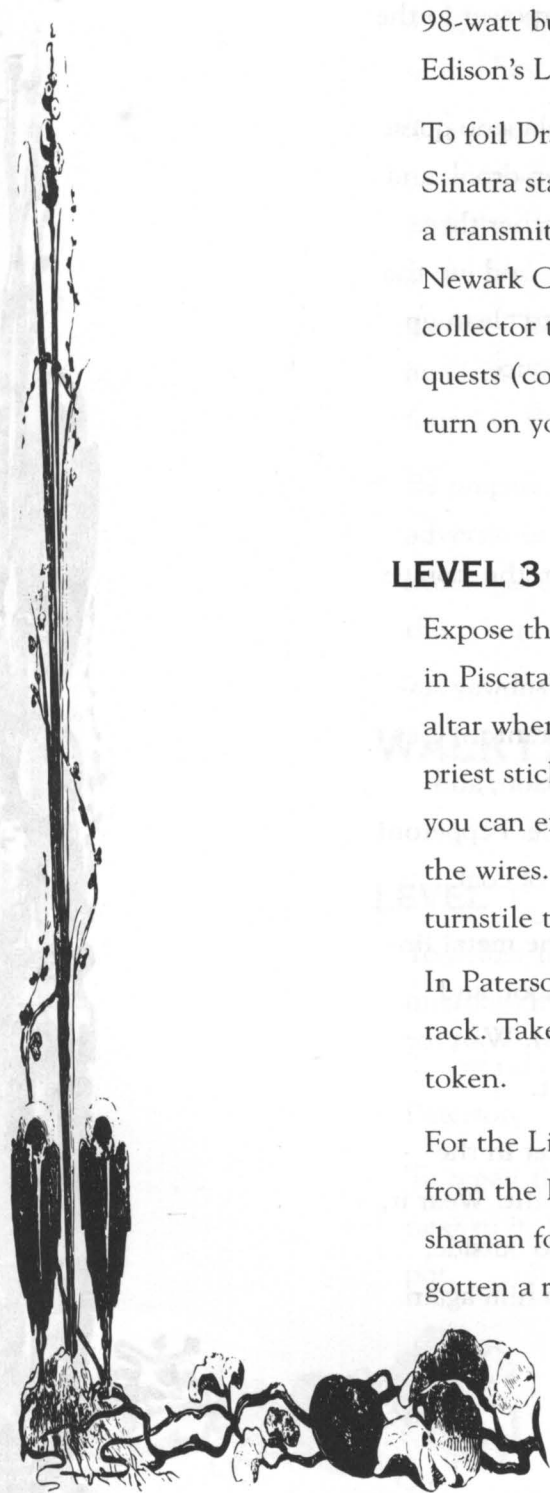 98-watt bu
Edison's L
To foil Dr
Sinatra sta
a transmit
Newark C
collector t
quests (co
turn on yo
LEVEL 3
Expose th
in Piscata
altar wher
priest stic
you can e
the wires.
turnstile t
In Paterso
rack. Take
token.
For the Li
from the
shaman fo
gotten a r